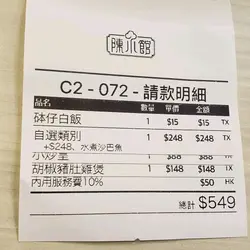 陳小館
C2 - 072 - 請款明細
品名 數量 單價 金額
砵仔白飯 1 $15 $15 TX
自選類別 1 $248 $248 TX
+$248、水煮沙巴魚
$88 $88
胡椒豬肚雞煲 1 $148 $148 TX
內用服務費10% $50
總計 $549